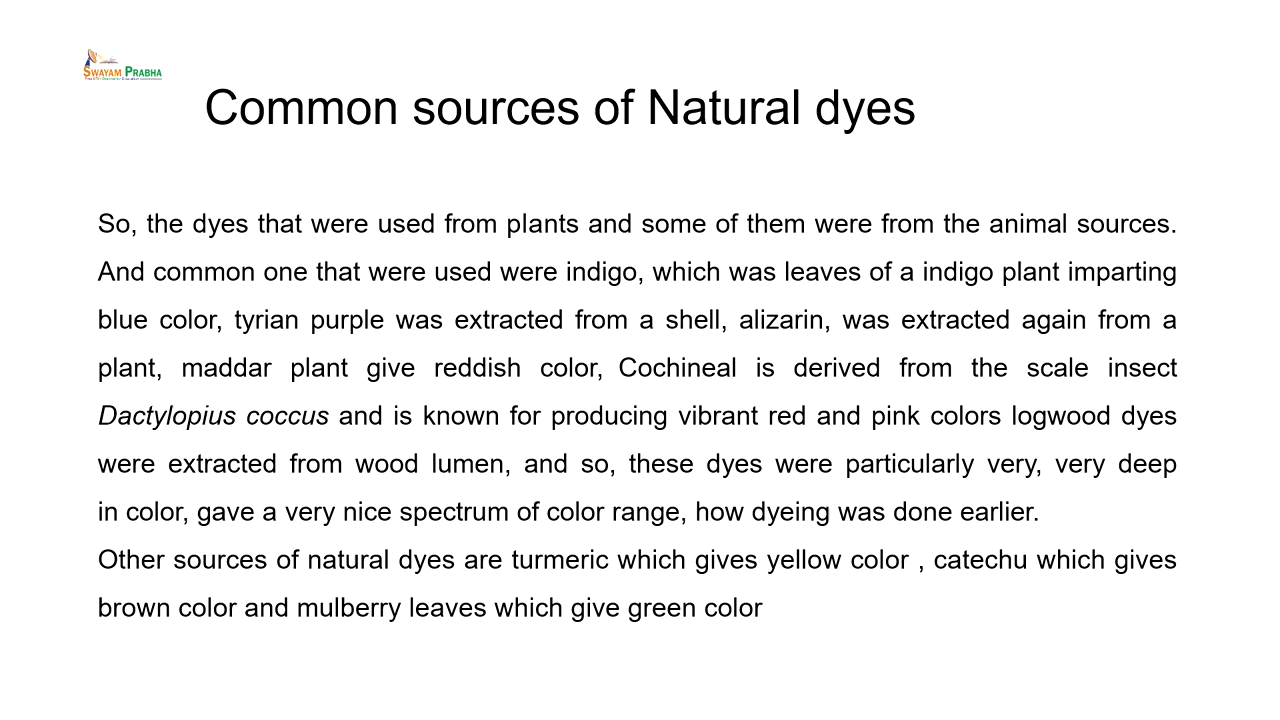 SWAYAM PRABHA
Common sources of Natural dyes
So, the dyes that were used from plants and some of them were from the animal sources.
And common one that were used were indigo, which was leaves of a indigo plant imparting
blue color, tyrian purple was extracted from a shell, alizarin, was extracted again from a
plant, maddar plant give reddish color, Cochineal is derived from the scale insect
Dactylopius coccus and is known for producing vibrant red and pink colors logwood dyes
were extracted from wood lumen, and so, these dyes were particularly very, very deep
in color, gave a very nice spectrum of color range, how dyeing was done earlier.
Other sources of natural dyes are turmeric which gives yellow color , catechu which gives
brown color and mulberry leaves which give green color